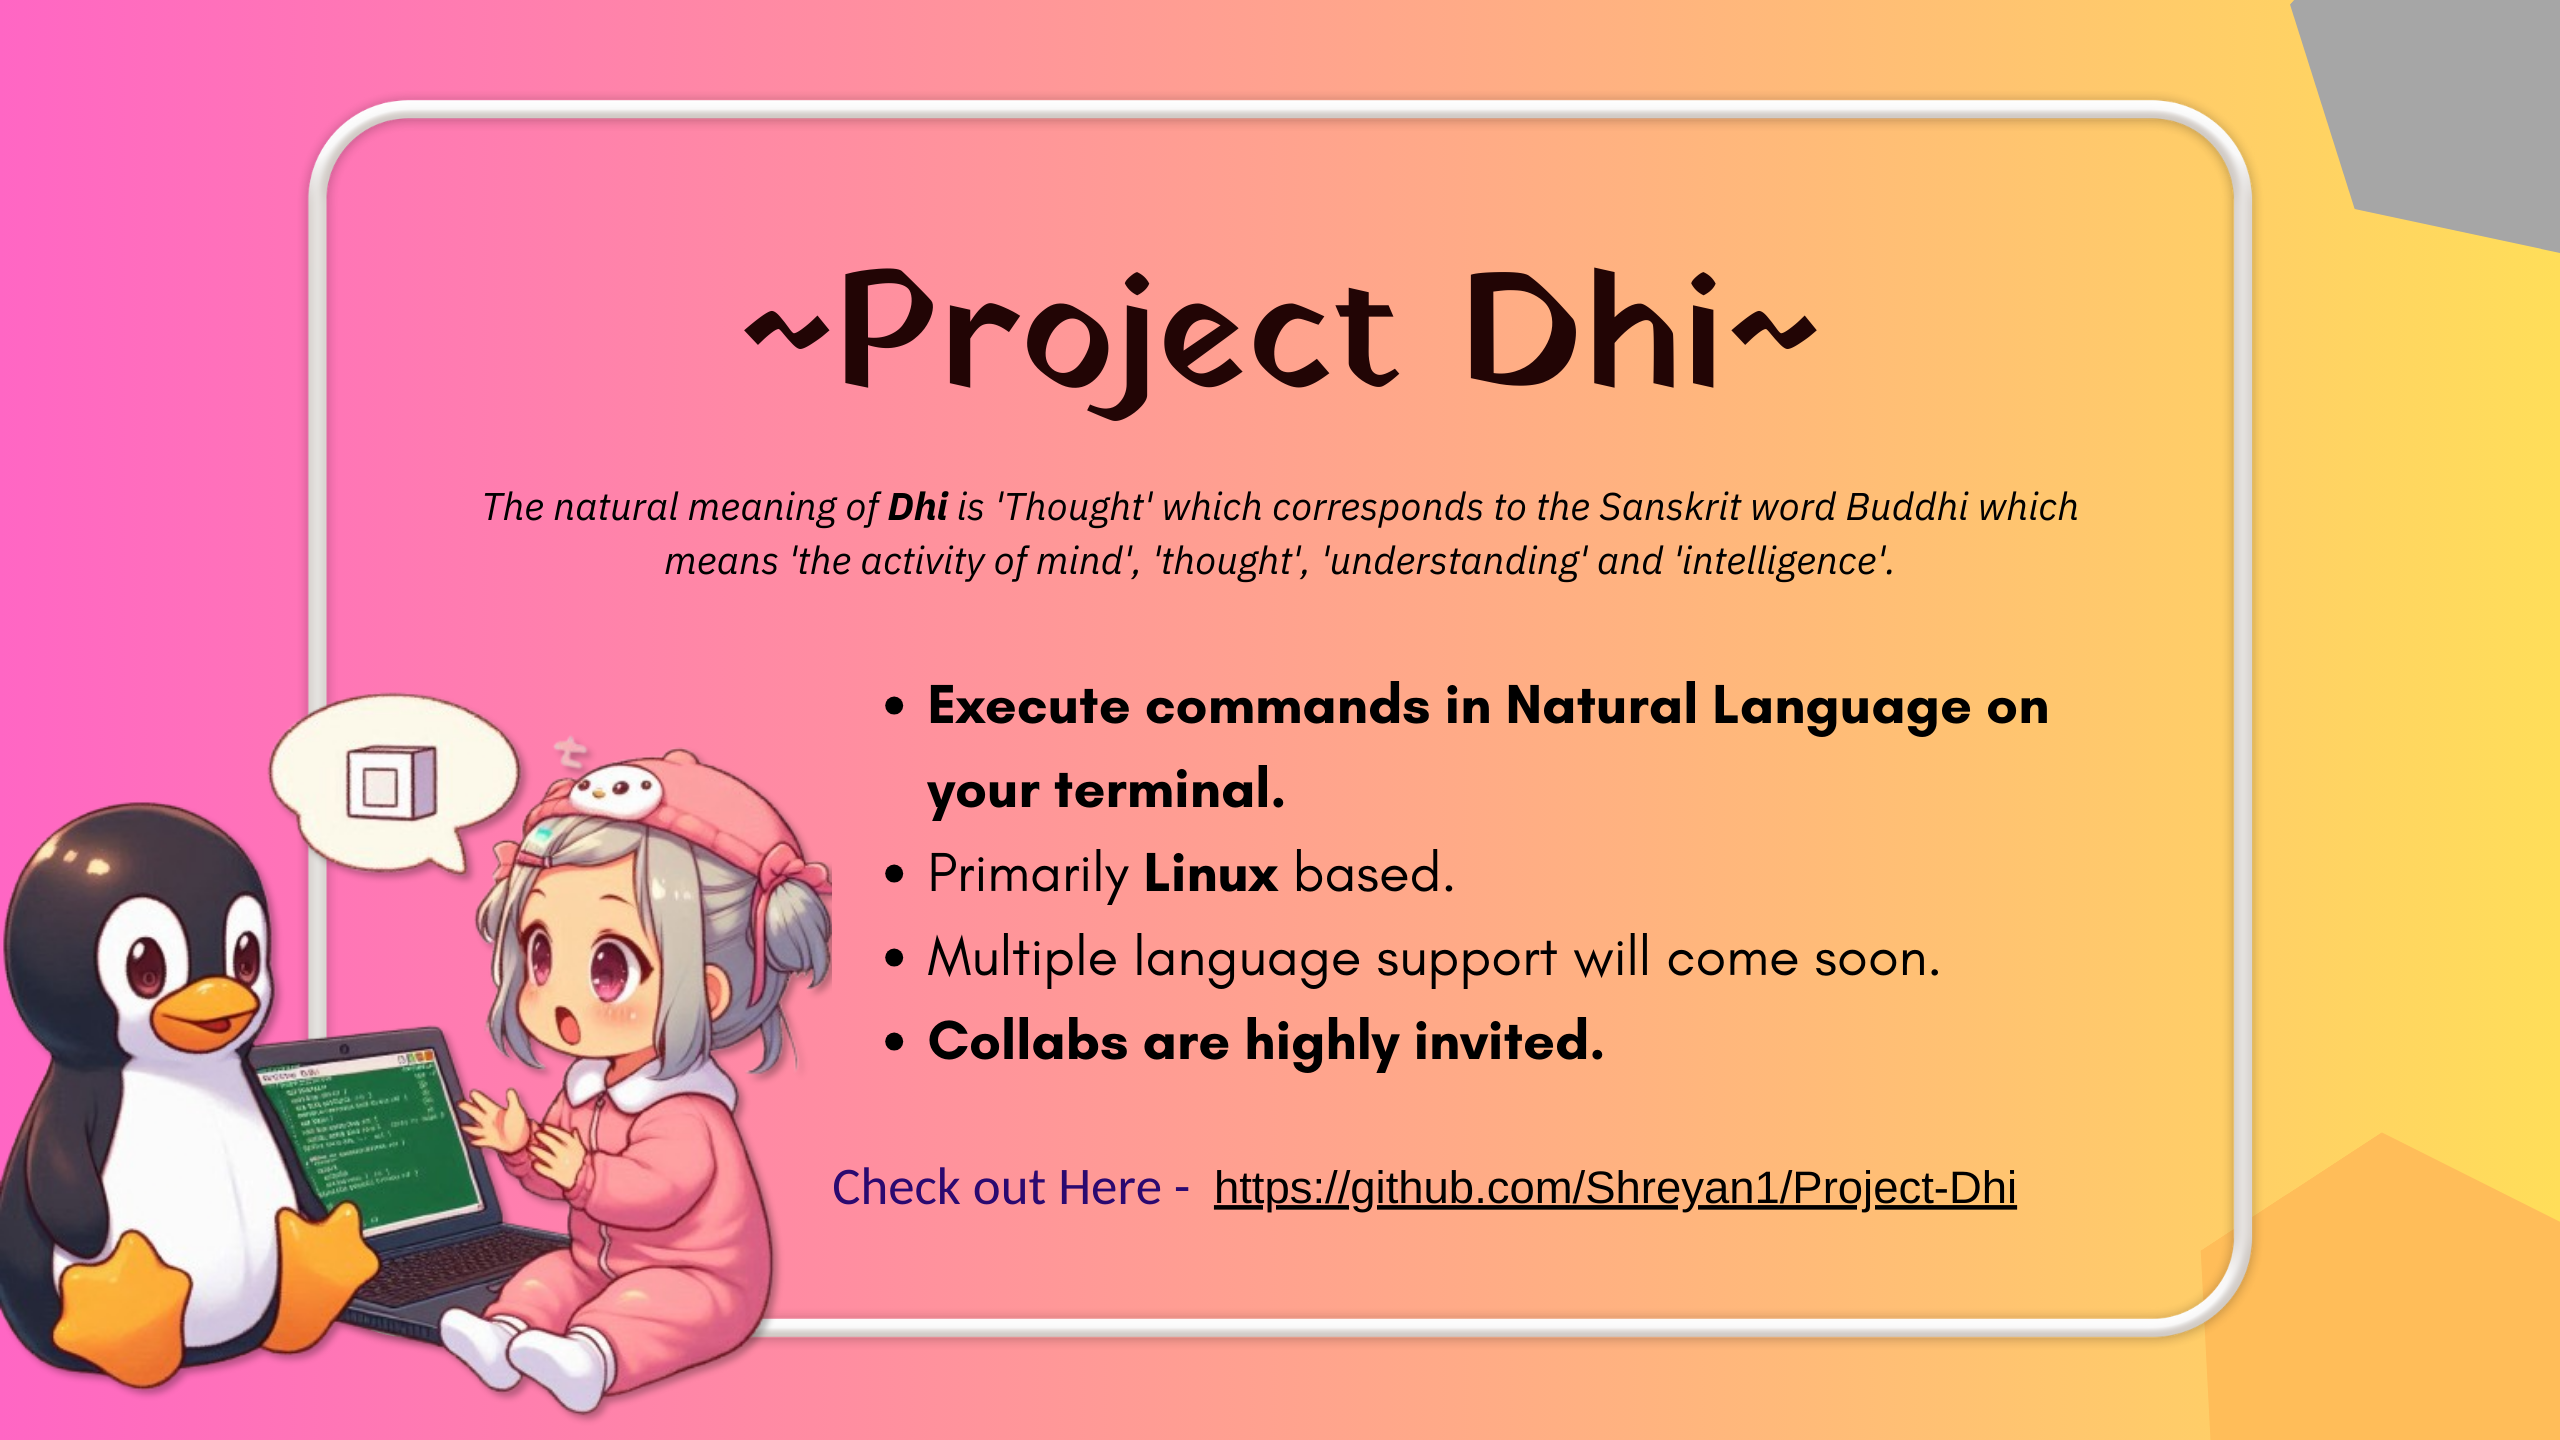 ~Project Dhi~
The natural meaning of Dhi is 'Thought' which corresponds to the Sanskrit word Buddhi which
means 'the activity of mind', 'thought', 'understanding' and 'intelligence'.
• Execute commands in Natural Language on
your terminal.
• Primarily Linux based.
• Multiple language support will come soon.
• Collabs are highly invited.
Check out Here - https://github.com/Shreyan1/Project-Dhi